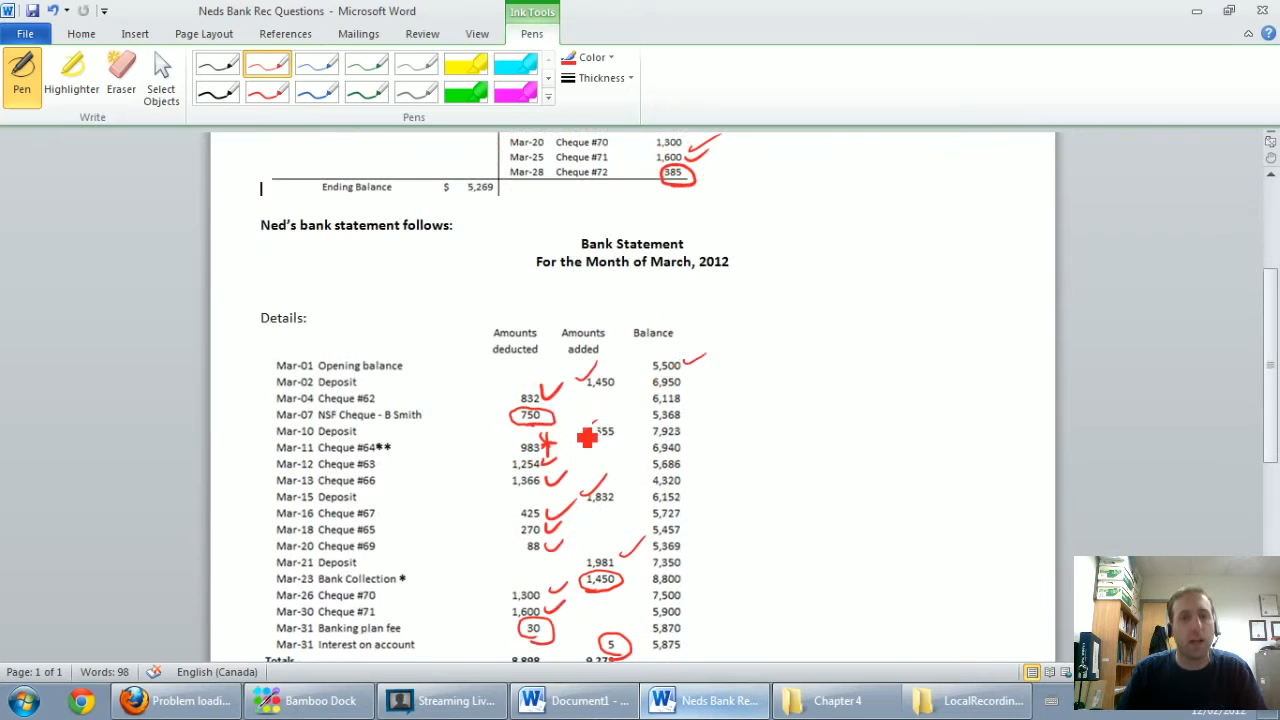 Neds Bank Rec Questions - Microsoft Word
Ink Tools
File Home Insert Page Layout References Mailings Review View Pens
Pen Highlighter Eraser Select Objects
Color
Thickness
Write Pens
Mar-20 Cheque #70 1,300
Mar-25 Cheque #71 1,600
Mar-28 Cheque #72 385
Ending Balance $ 5,269
Ned's bank statement follows:
Bank Statement
For the Month of March, 2012
Details:
Amounts deducted Amounts added Balance
Mar-01 Opening balance 5,500
Mar-02 Deposit 1,450 6,950
Mar-04 Cheque #62 832 6,118
Mar-07 NSF Cheque - B Smith 750 5,368
Mar-10 Deposit 7,923
Mar-11 Cheque #64** 983 6,940
Mar-12 Cheque #63 1,254 5,686
Mar-13 Cheque #66 1,366 4,320
Mar-15 Deposit 1,832 6,152
Mar-16 Cheque #67 425 5,727
Mar-18 Cheque #65 270 5,457
Mar-20 Cheque #69 88 5,369
Mar-21 Deposit 1,981 7,350
Mar-23 Bank Collection * 1,450 8,800
Mar-26 Cheque #70 1,300 7,500
Mar-30 Cheque #71 1,600 5,900
Mar-31 Banking plan fee 30 5,870
Mar-31 Interest on account 5 5,875
Totals
Page: 1 of 1 Words: 98 English (Canada)
Problem loadi... Bamboo Dock Streaming Liv... Document1 - ... Neds Bank Re... Chapter 4 LocalRecordin...
12/02/2012